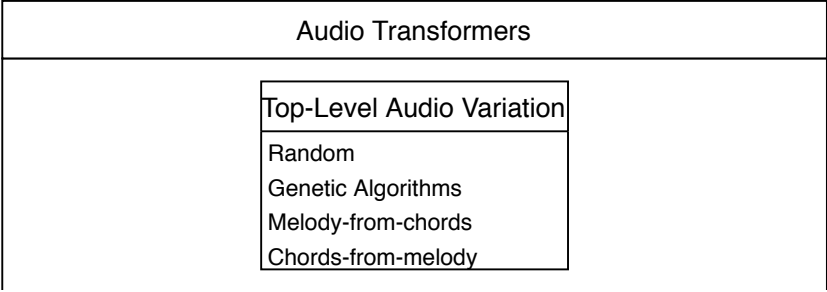 Audio Transformers
Top-Level Audio Variation
Random
Genetic Algorithms
Melody-from-chords
Chords-from-melody